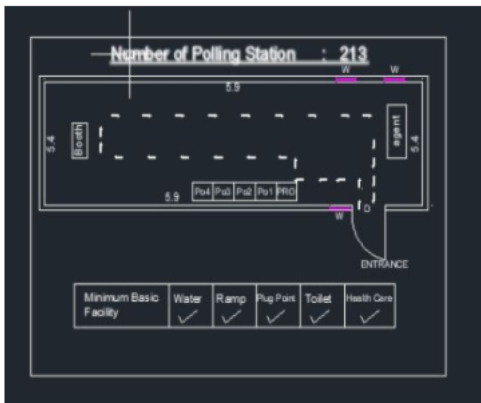 Number of Polling Station : 213
W W
5.9
5.4 Booth agent 5.4
5.9 Po4 Po3 Po2 Po1 PRO
W D
ENTRANCE
Minimum Basic Facility Water Ramp Plug Point Toilet Health Care